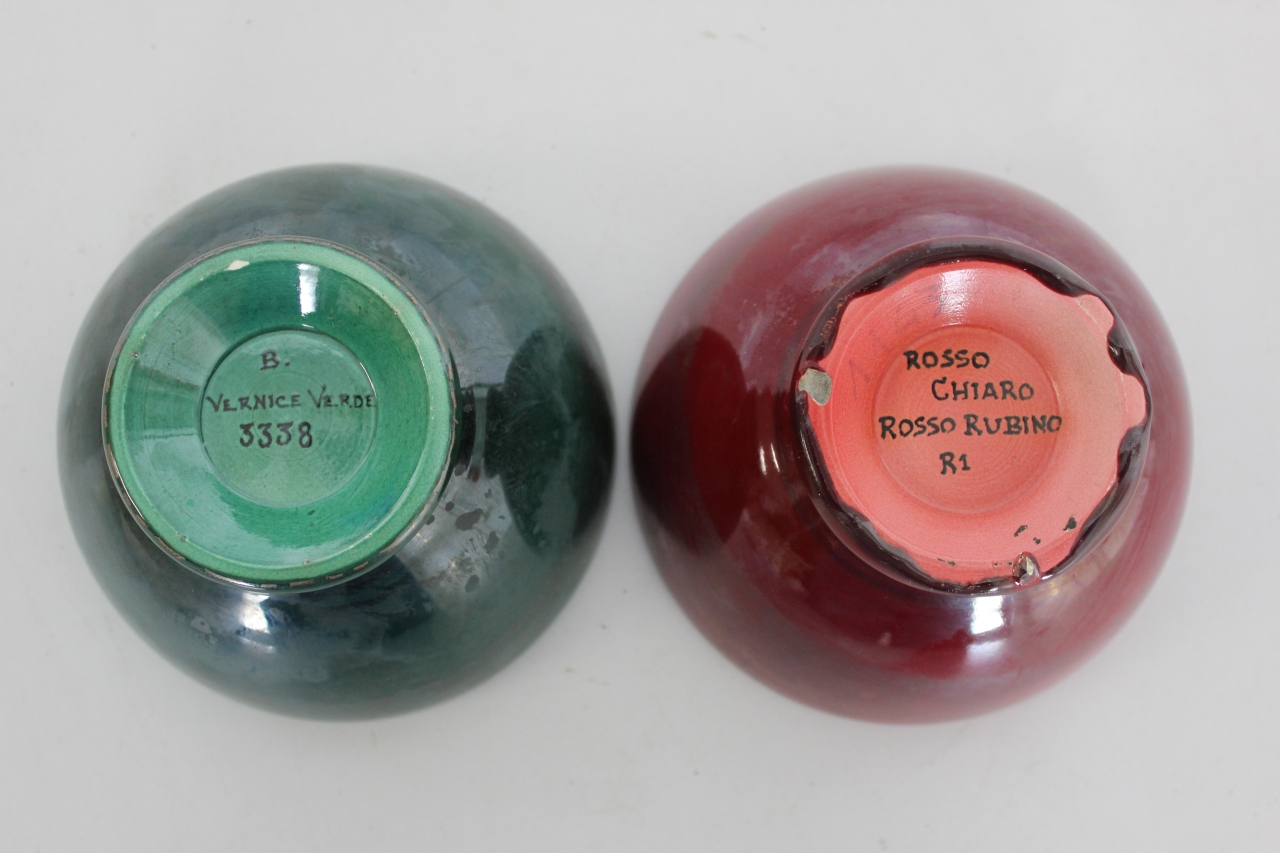 B.
VERNICE VERDE
3338
ROSSO
CHIARO
ROSSO RUBINO
R1